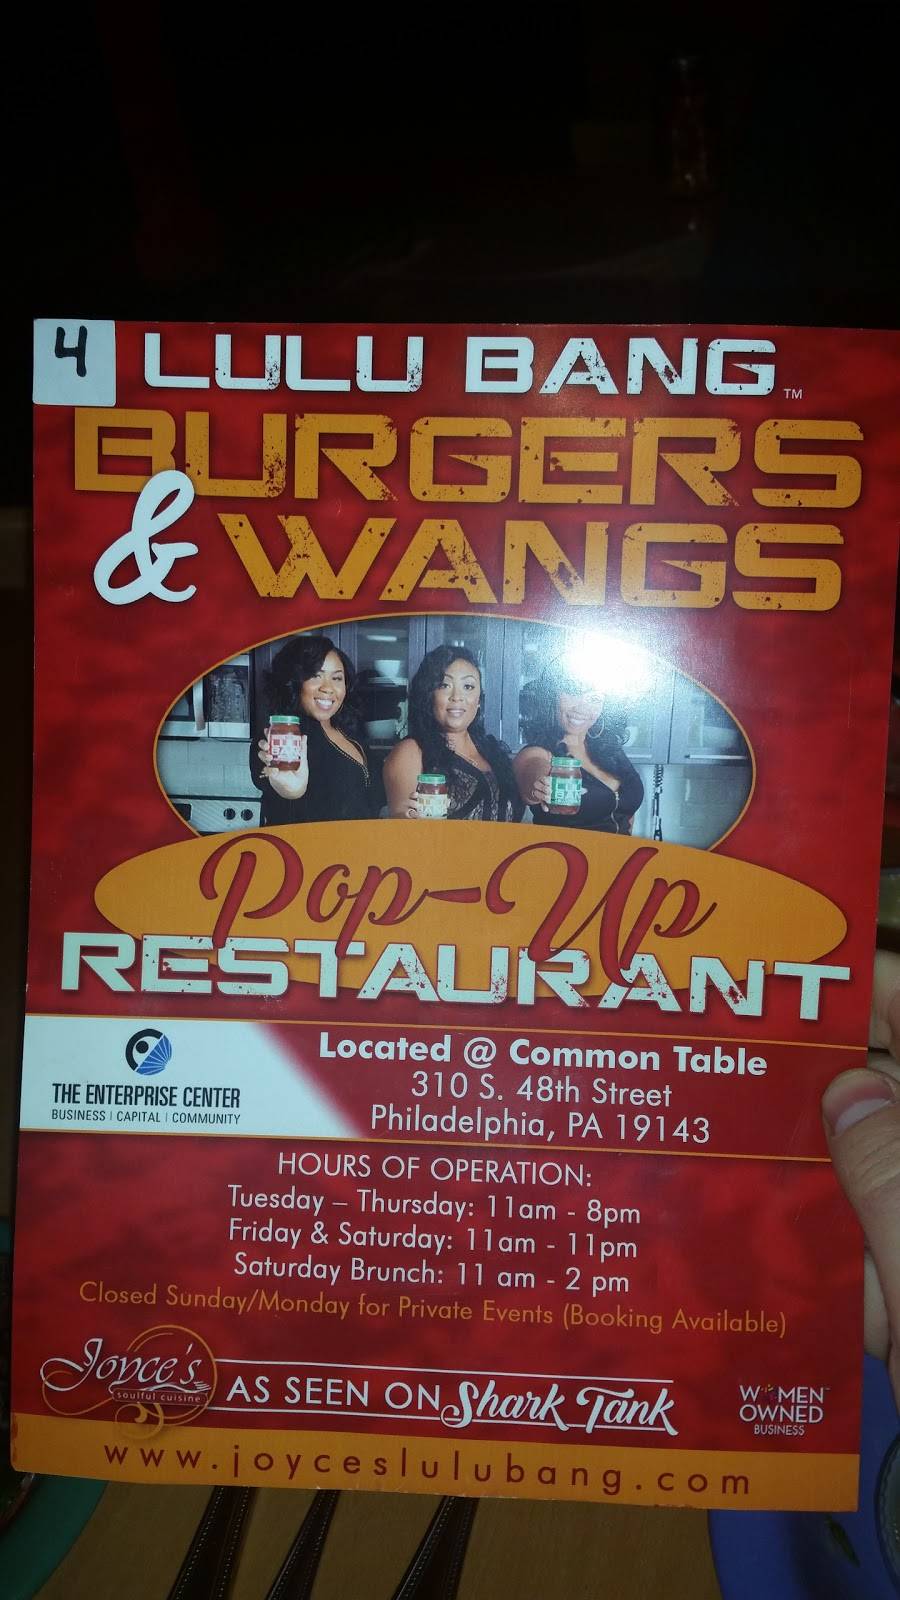 4
LULU BANG™
BURGERS
& WANGS
Pop-Up
RESTAURANT
Located @ Common Table
310 S. 48th Street
Philadelphia, PA 19143
THE ENTERPRISE CENTER
BUSINESS | CAPITAL | COMMUNITY
HOURS OF OPERATION:
Tuesday – Thursday: 11am - 8pm
Friday & Saturday: 11am - 11pm
Saturday Brunch: 11 am - 2 pm
Closed Sunday/Monday for Private Events (Booking Available)
Joyce's
soulful cuisine
AS SEEN ON Shark Tank
WOMEN
OWNED
BUSINESS
www.joyceslulubang.com